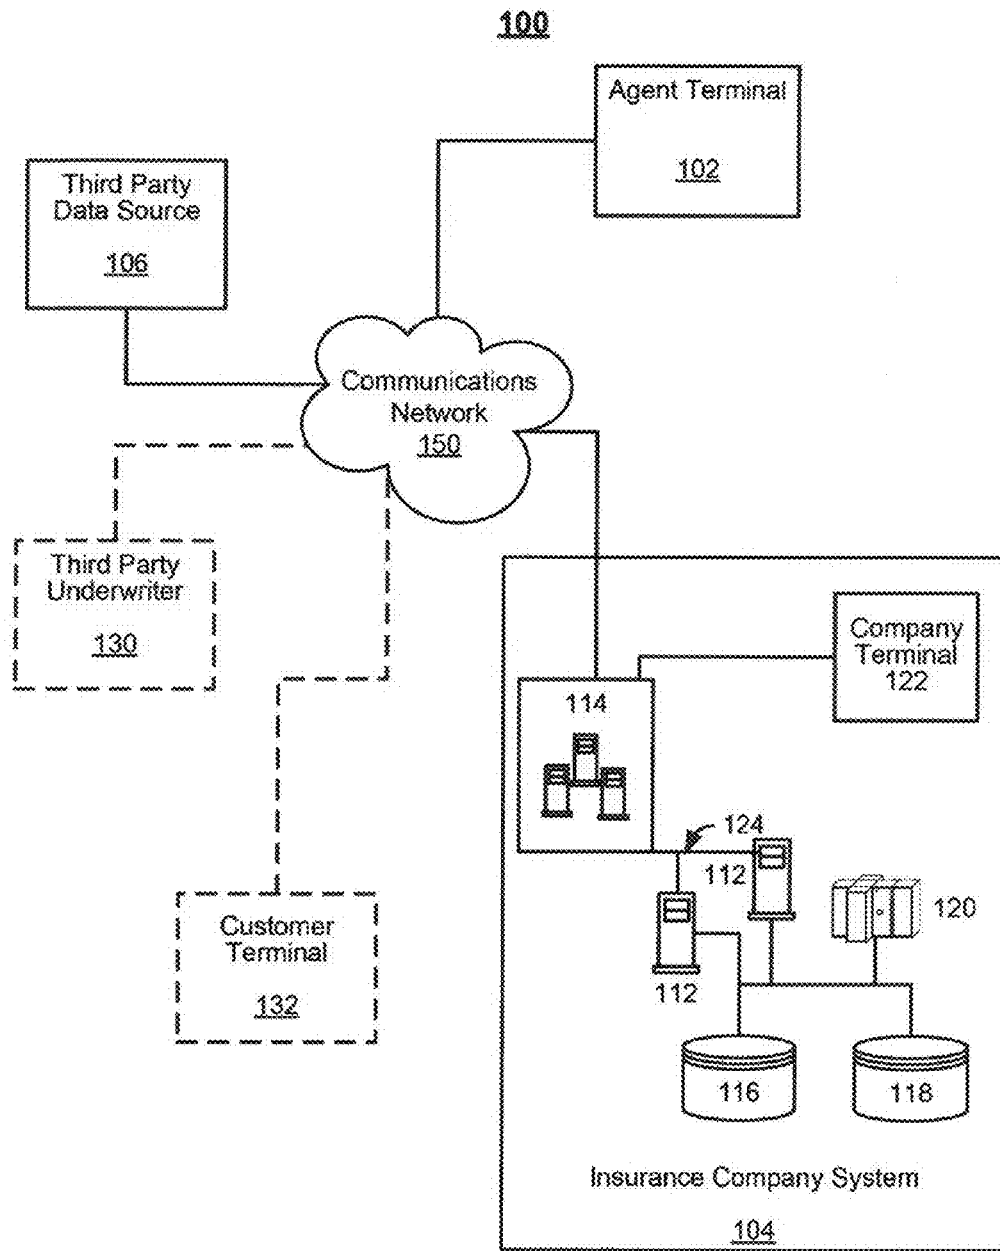 100
Agent Terminal
102
Third Party
Data Source
106
Communications
Network
150
Third Party
Underwriter
130
Company
Terminal
122
114
124
112
120
112
Customer
Terminal
132
116
118
Insurance Company System
104